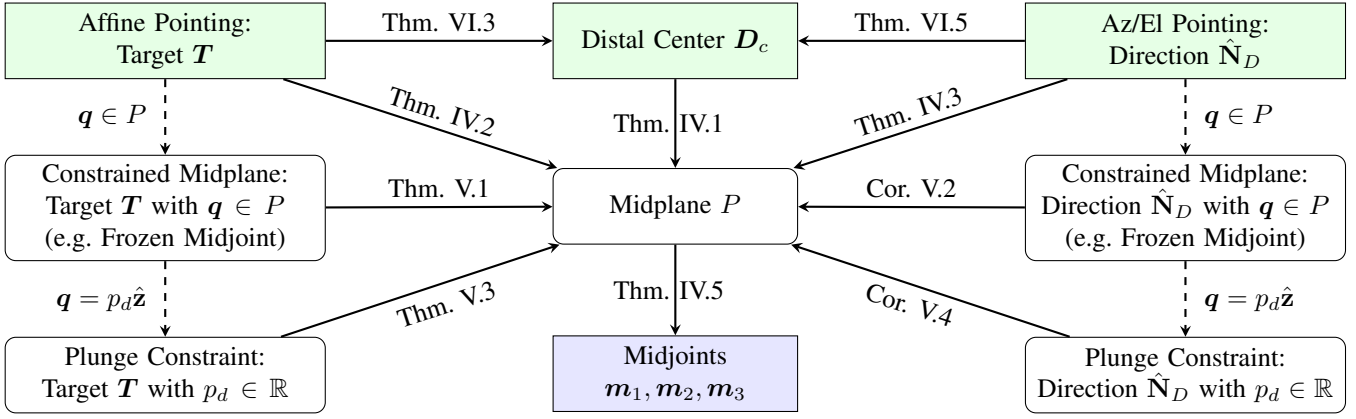 Affine Pointing:
Target T
Thm. VI.3
Distal Center D_c
Thm. VI.5
Az/El Pointing:
Direction N̂_D
q ∈ P
Thm. IV.2
Thm. IV.1
Thm. IV.3
q ∈ P
Constrained Midplane:
Target T with q ∈ P
(e.g. Frozen Midjoint)
Thm. V.1
Midplane P
Cor. V.2
Constrained Midplane:
Direction N̂_D with q ∈ P
(e.g. Frozen Midjoint)
q = p_d ẑ
Thm. V.3
Thm. IV.5
Cor. V.4
q = p_d ẑ
Plunge Constraint:
Target T with p_d ∈ ℝ
Midjoints
m_1, m_2, m_3
Plunge Constraint:
Direction N̂_D with p_d ∈ ℝ